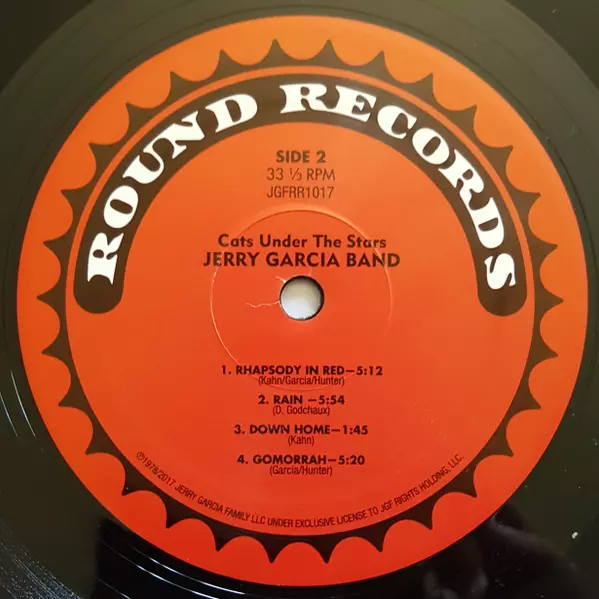 ROUND RECORDS
SIDE 2
33 ⅓ RPM
JGFRR1017
Cats Under The Stars
JERRY GARCIA BAND
1. RHAPSODY IN RED—5:12
(Kahn/Garcia/Hunter)
2. RAIN —5:54
(D. Godchaux)
3. DOWN HOME—1:45
(Kahn)
4. GOMORRAH—5:20
(Garcia/Hunter)
©1978/2017 JERRY GARCIA FAMILY LLC UNDER EXCLUSIVE LICENSE TO JGF RIGHTS HOLDING, LLC.